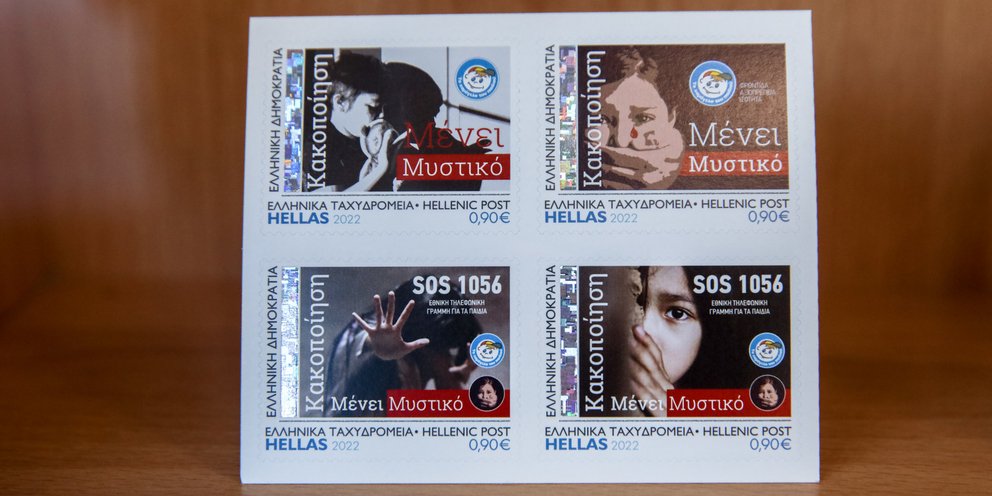 ΕΛΛΗΝΙΚΗ ΔΗΜΟΚΡΑΤΙΑ
Κακοποίηση
Μένει
Μυστικό
ΕΛΛΗΝΙΚΑ ΤΑΧΥΔΡΟΜΕΙΑ • HELLENIC POST
HELLAS 2022 0,90€
ΕΛΛΗΝΙΚΗ ΔΗΜΟΚΡΑΤΙΑ
Κακοποίηση
Μένει
Μυστικό
ΕΛΛΗΝΙΚΑ ΤΑΧΥΔΡΟΜΕΙΑ • HELLENIC POST
HELLAS 2022 0,90€
ΕΛΛΗΝΙΚΗ ΔΗΜΟΚΡΑΤΙΑ
Κακοποίηση
SOS 1056
ΕΘΝΙΚΗ ΤΗΛΕΦΩΝΙΚΗ
ΓΡΑΜΜΗ ΓΙΑ ΤΑ ΠΑΙΔΙΑ
Μένει Μυστικό
ΕΛΛΗΝΙΚΑ ΤΑΧΥΔΡΟΜΕΙΑ • HELLENIC POST
HELLAS 2022 0,90€
ΕΛΛΗΝΙΚΗ ΔΗΜΟΚΡΑΤΙΑ
Κακοποίηση
SOS 1056
ΕΘΝΙΚΗ ΤΗΛΕΦΩΝΙΚΗ
ΓΡΑΜΜΗ ΓΙΑ ΤΑ ΠΑΙΔΙΑ
Μένει Μυστικό
ΕΛΛΗΝΙΚΑ ΤΑΧΥΔΡΟΜΕΙΑ • HELLENIC POST
HELLAS 2022 0,90€